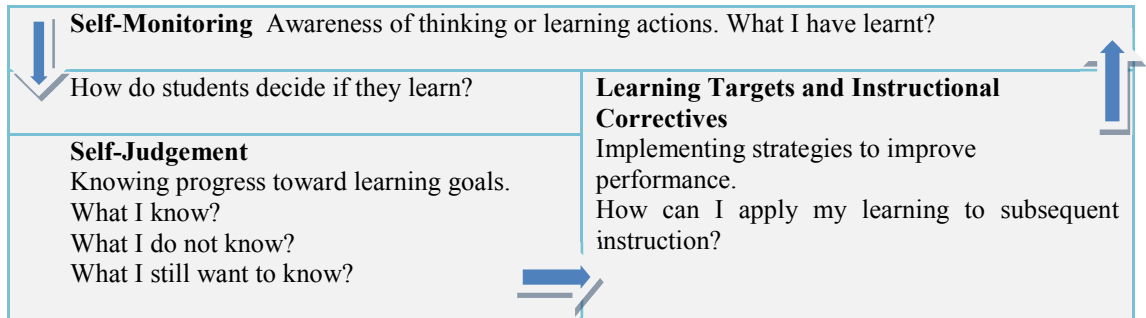 Self-Monitoring Awareness of thinking or learning actions. What I have learnt?
How do students decide if they learn?
Self-Judgement
Knowing progress toward learning goals.
What I know?
What I do not know?
What I still want to know?
Learning Targets and Instructional
Correctives
Implementing strategies to improve
performance.
How can I apply my learning to subsequent
instruction?